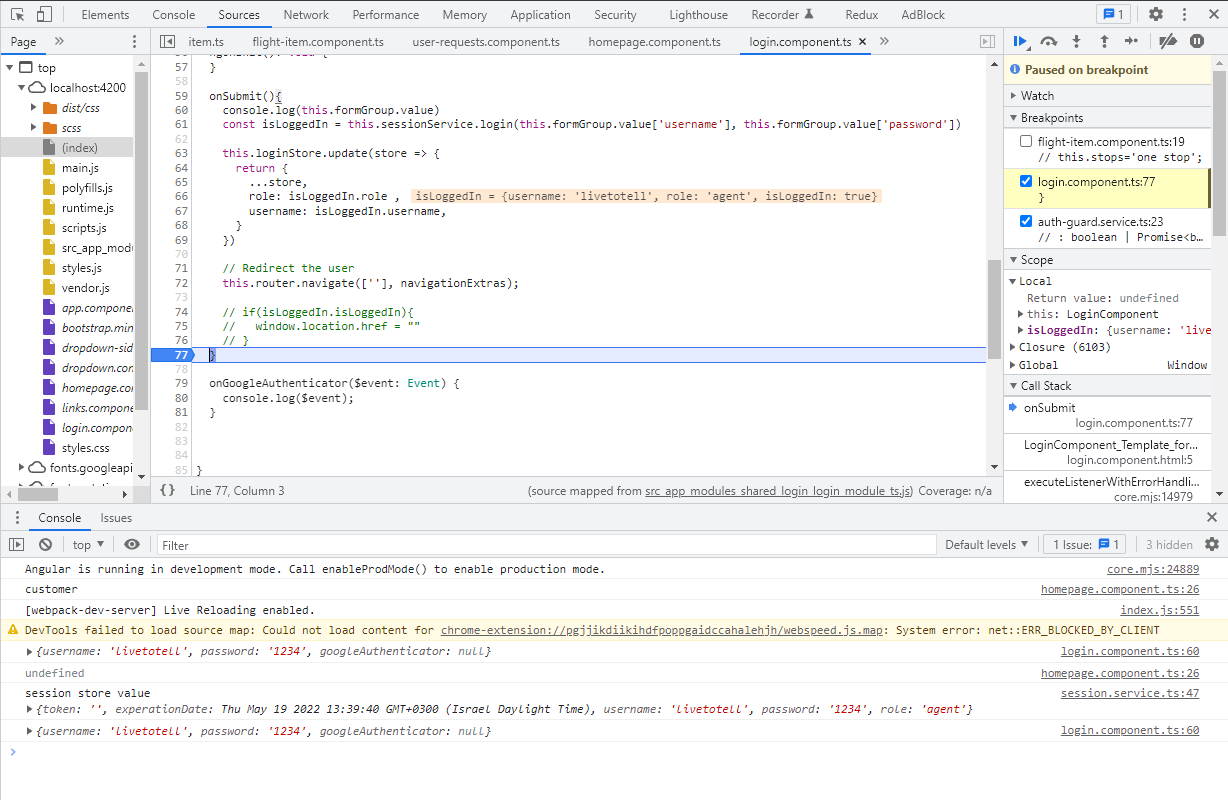 Elements Console Sources Network Performance Memory Application Security Lighthouse Recorder Redux AdBlock 1
Page item.ts flight-item.component.ts user-requests.component.ts homepage.component.ts login.component.ts
top
localhost:4200
dist/css
scss
(index)
main.js
polyfills.js
runtime.js
scripts.js
src_app_modu
styles.js
vendor.js
app.componen
bootstrap.min
dropdown-sid
dropdown.con
homepage.con
links.compone
login.compon
styles.css
fonts.googleapi
57 }
58
59 onSubmit(){
60 console.log(this.formGroup.value)
61 const isLoggedIn = this.sessionService.login(this.formGroup.value['username'], this.formGroup.value['password'])
62
63 this.loginStore.update(store => {
64 return {
65 ...store,
66 role: isLoggedIn.role , isLoggedIn = {username: 'livetotell', role: 'agent', isLoggedIn: true}
67 username: isLoggedIn.username,
68 }
69 })
70
71 // Redirect the user
72 this.router.navigate([''], navigationExtras);
73
74 // if(isLoggedIn.isLoggedIn){
75 // window.location.href = ""
76 // }
77 }
78
79 onGoogleAuthenticator($event: Event) {
80 console.log($event);
81 }
82
83
84
85 }
{} Line 77, Column 3 (source mapped from src_app_modules_shared_login_login_module_ts.js) Coverage: n/a
Paused on breakpoint
Watch
Breakpoints
flight-item.component.ts:19
// this.stops='one stop';
login.component.ts:77
}
auth-guard.service.ts:23
// : boolean | Promise<b…
Scope
Local
Return value: undefined
this: LoginComponent
isLoggedIn: {username: 'live
Closure (6103)
Global Window
Call Stack
onSubmit
login.component.ts:77
LoginComponent_Template_for…
login.component.html:5
executeListenerWithErrorHandli…
core.mjs:14979
Console Issues
top Filter Default levels 1 Issue: 1 3 hidden
Angular is running in development mode. Call enableProdMode() to enable production mode. core.mjs:24889
customer homepage.component.ts:26
[webpack-dev-server] Live Reloading enabled. index.js:551
DevTools failed to load source map: Could not load content for chrome-extension://pgjjikdiikihdfpoppgaidccahalehjh/webspeed.js.map: System error: net::ERR_BLOCKED_BY_CLIENT
{username: 'livetotell', password: '1234', googleAuthenticator: null} login.component.ts:60
undefined homepage.component.ts:26
session store value session.service.ts:47
{token: '', experationDate: Thu May 19 2022 13:39:40 GMT+0300 (Israel Daylight Time), username: 'livetotell', password: '1234', role: 'agent'}
{username: 'livetotell', password: '1234', googleAuthenticator: null} login.component.ts:60